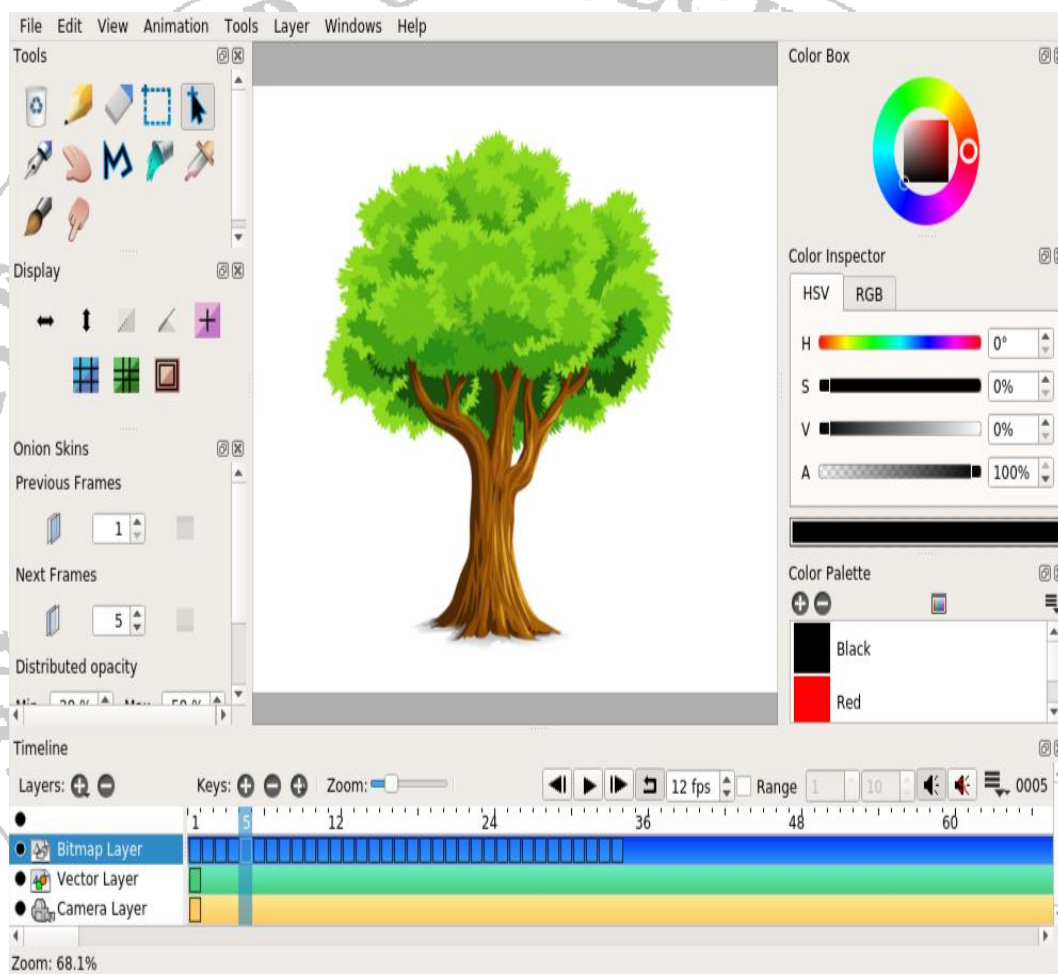 File Edit View Animation Tools Layer Windows Help
Tools
Display
Onion Skins
Previous Frames
1
Next Frames
5
Distributed opacity
Color Box
Color Inspector
HSV RGB
H 0°
S 0%
V 0%
A 100%
Color Palette
Black
Red
Timeline
Layers: Keys: Zoom: 12 fps Range 1 10 0005
1 5 12 24 36 48 60
Bitmap Layer
Vector Layer
Camera Layer
Zoom: 68.1%